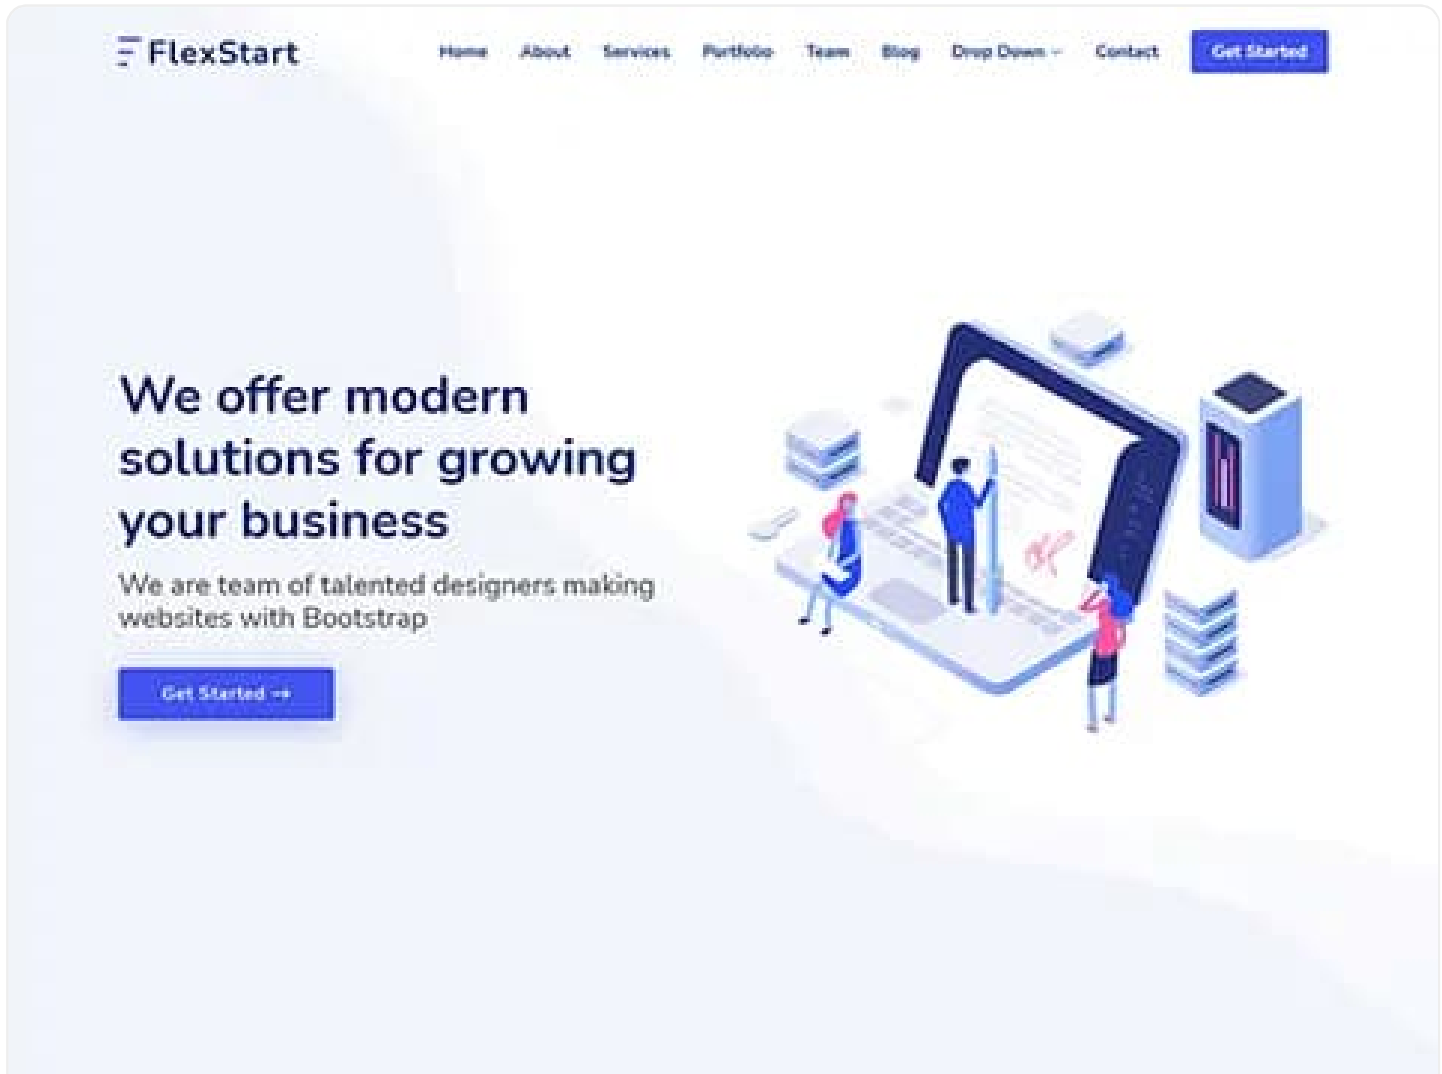 FlexStart
Home About Services Portfolio Team Blog Drop Down Contact Get Started
We offer modern
solutions for growing
your business
We are team of talented designers making
websites with Bootstrap
Get Started →